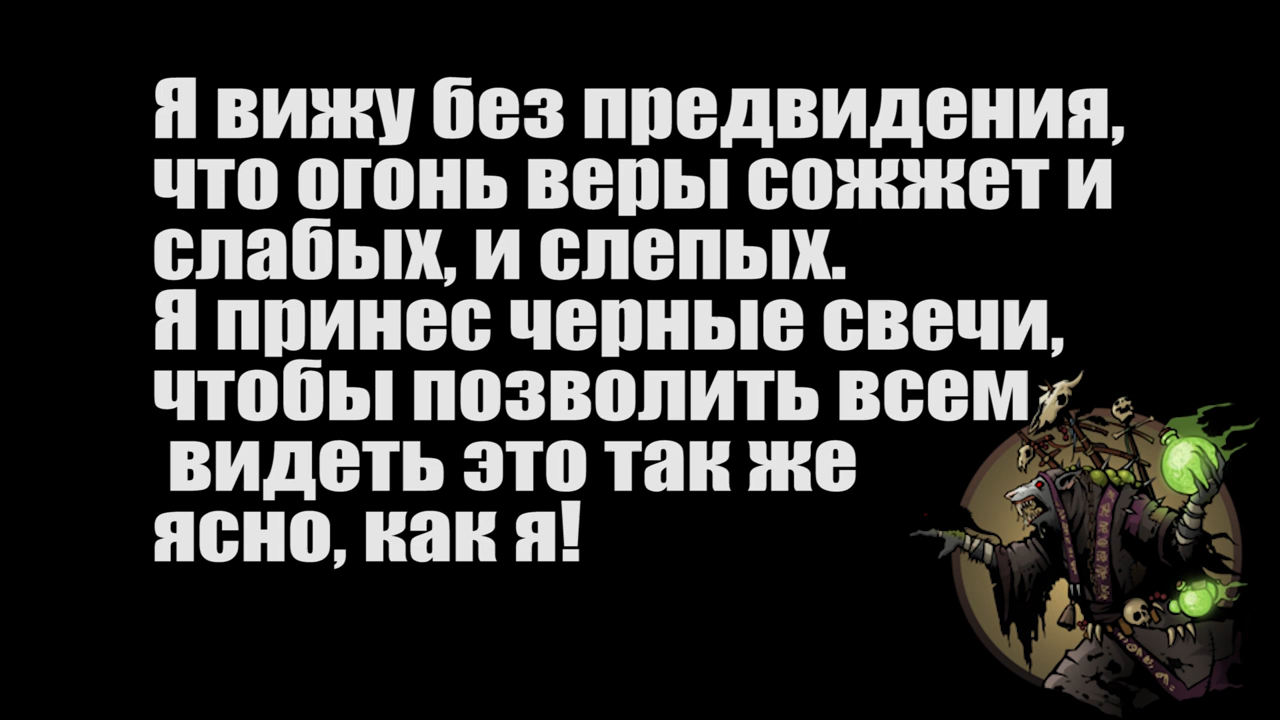 Я вижу без предвидения,
что огонь веры сожжет и
слабых, и слепых.
Я принес черные свечи,
чтобы позволить всем
видеть это так же
ясно, как я!